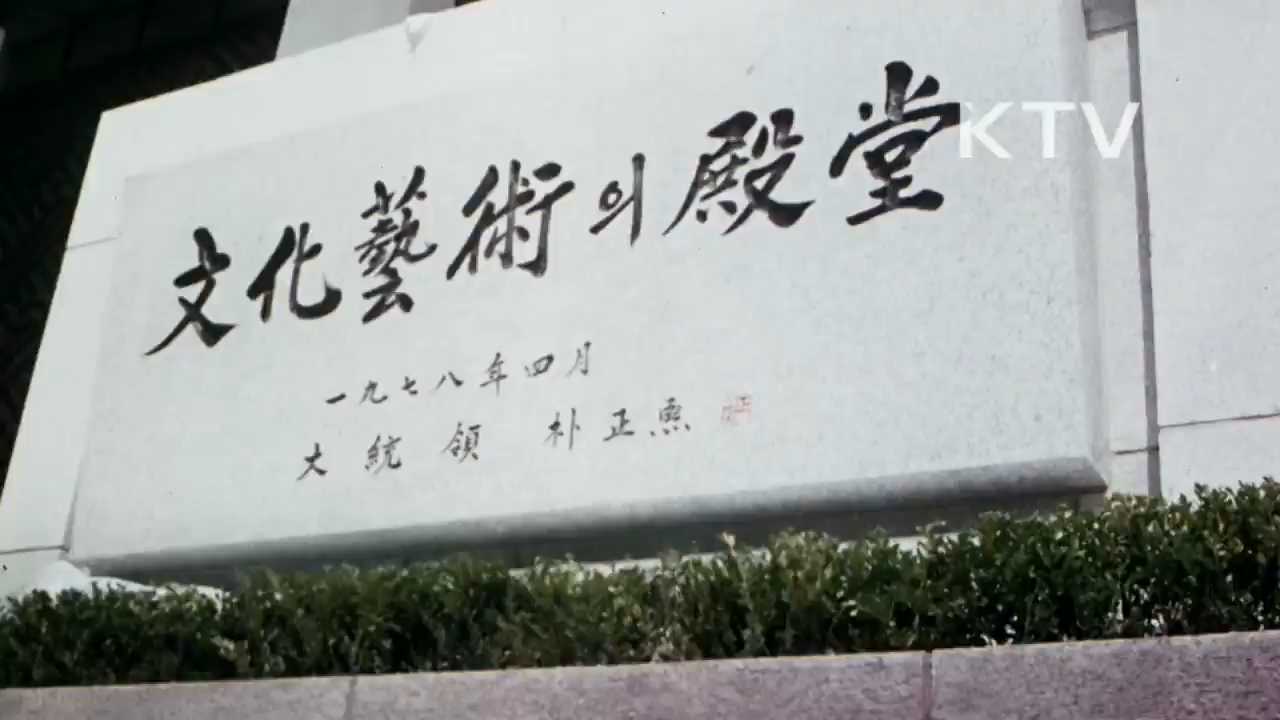 文化藝術의 殿堂
一九七八年 四月
大統領 朴正熙
KTV